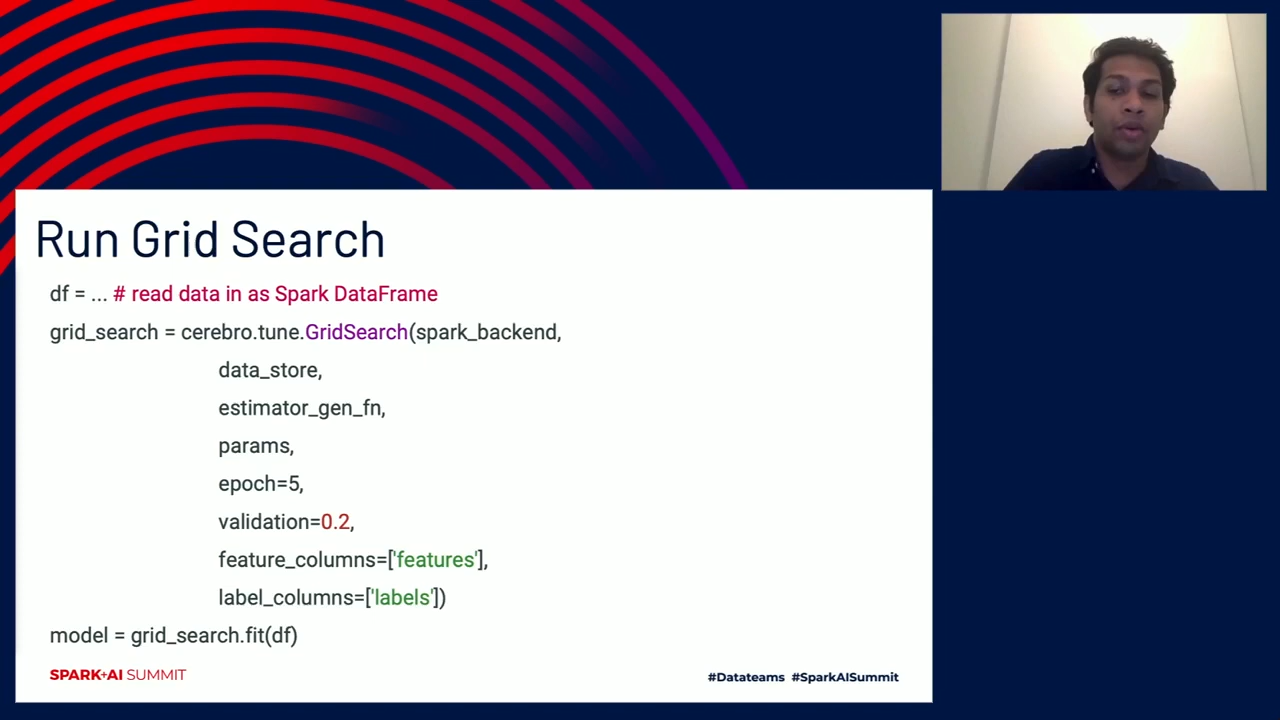 Run Grid Search
df = ... # read data in as Spark DataFrame
grid_search = cerebro.tune.GridSearch(spark_backend,
data_store,
estimator_gen_fn,
params,
epoch=5,
validation=0.2,
feature_columns=['features'],
label_columns=['labels'])
model = grid_search.fit(df)
SPARK+AI SUMMIT
#Datateams #SparkAISummit